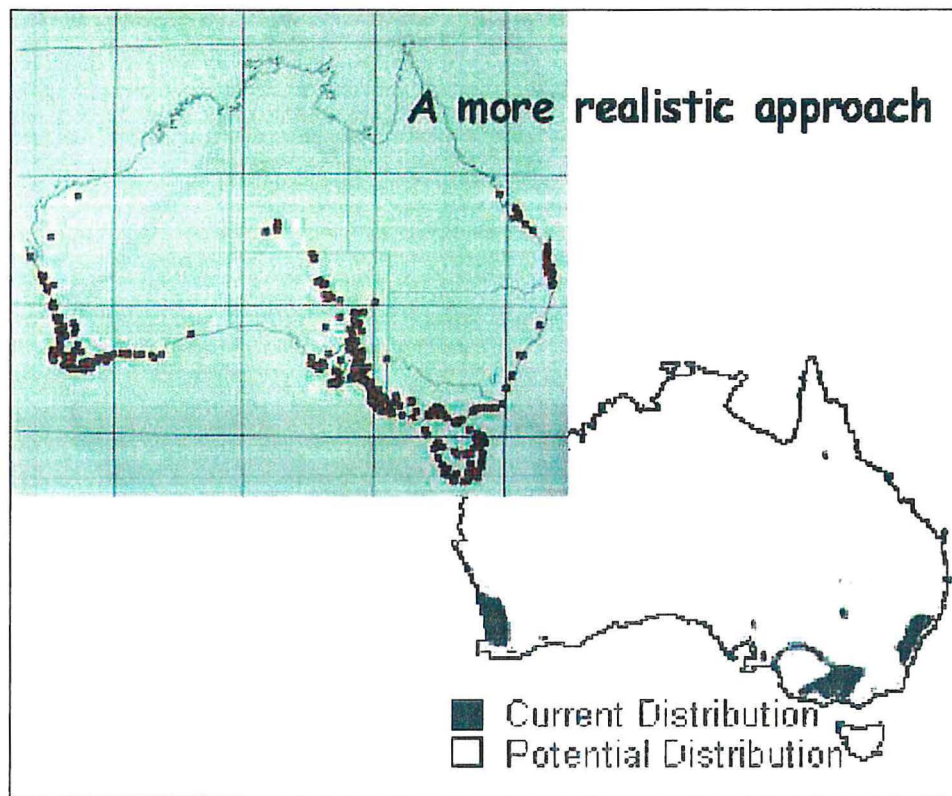 A more realistic approach
Current Distribution
Potential Distribution